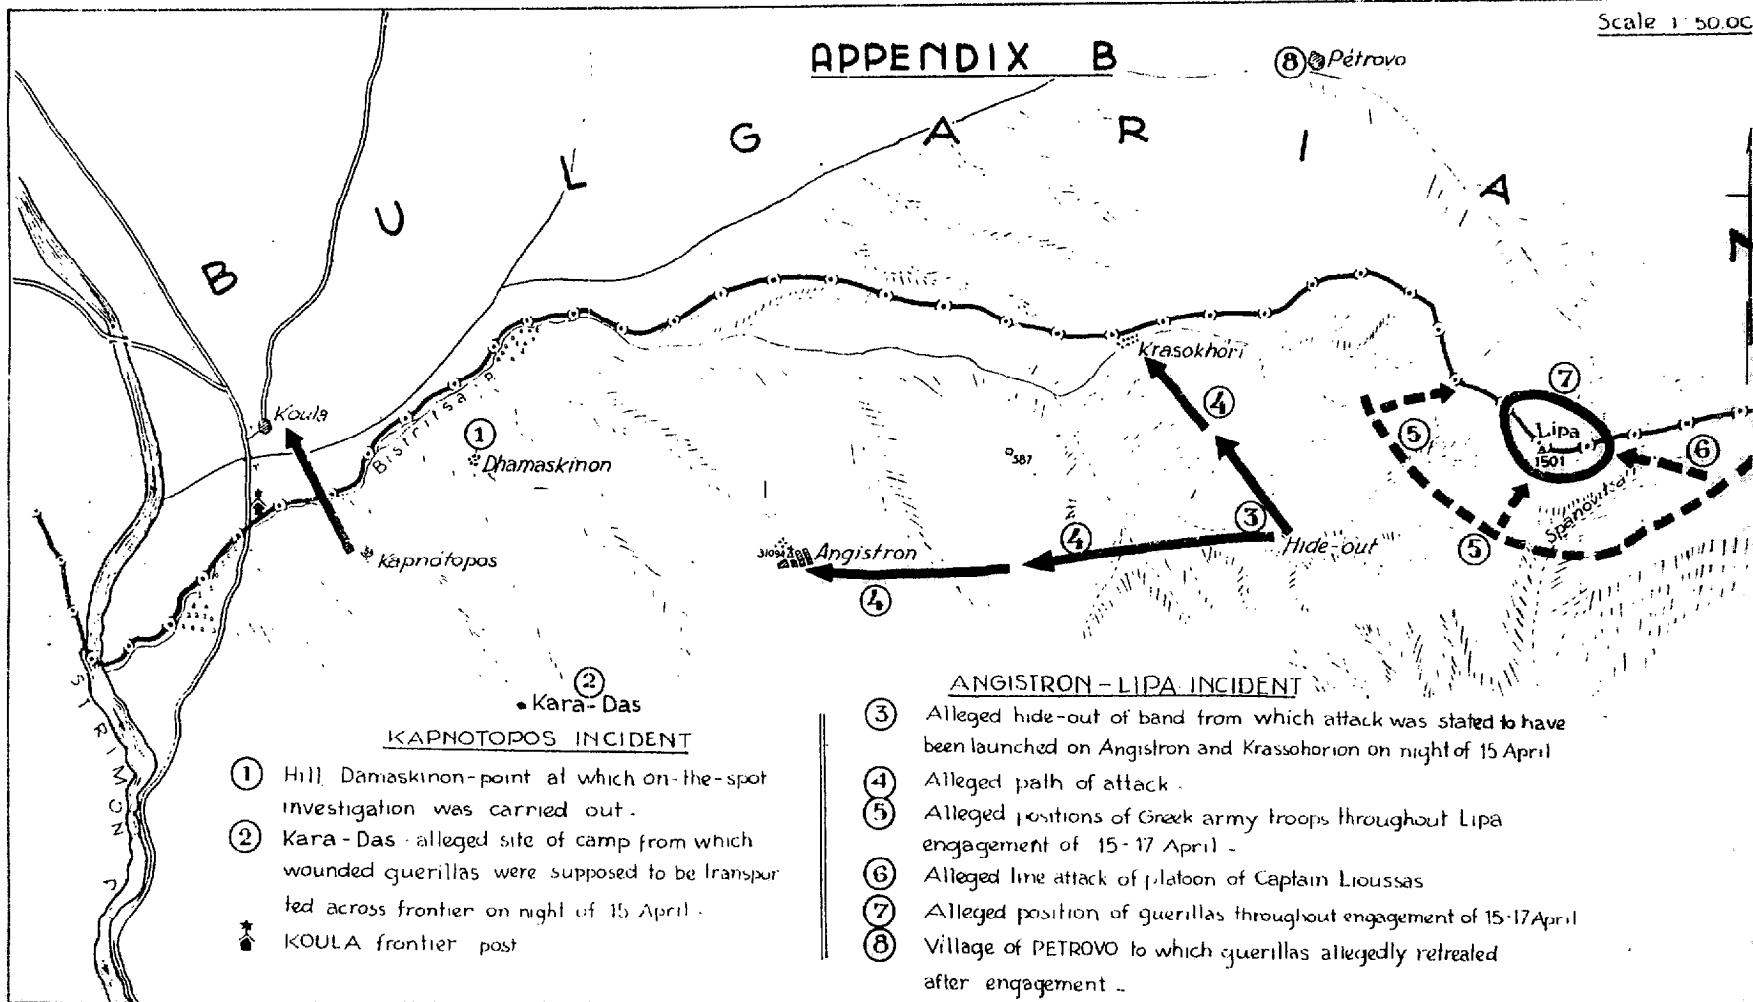 Scale 1:50.00
APPENDIX B
8 Pétrovo
B U L G A R I A
N
Krasokhori
7
Koula
4
Bistritsa R
1
5
Lipa
1501
6
Dhamaskinon
587
Spanovitsa
3
Kapnótopos
31094
Angistron
4
Hide-out
5
4
2
Kara-Das
STRIMON R
KAPNOTOPOS INCIDENT
1 Hill Damaskinon-point at which on-the-spot
investigation was carried out.
2 Kara-Das alleged site of camp from which
wounded guerillas were supposed to be transpor
ted across frontier on night of 15 April.
KOULA frontier post
ANGISTRON-LIPA INCIDENT
3 Alleged hide-out of band from which attack was stated to have
been launched on Angistron and Krassohorion on night of 15 April
4 Alleged path of attack.
5 Alleged positions of Greek army troops throughout Lipa
engagement of 15-17 April.
6 Alleged line attack of platoon of Captain Lioussas
7 Alleged position of guerillas throughout engagement of 15-17 April
8 Village of PETROVO to which guerillas allegedly retreated
after engagement..